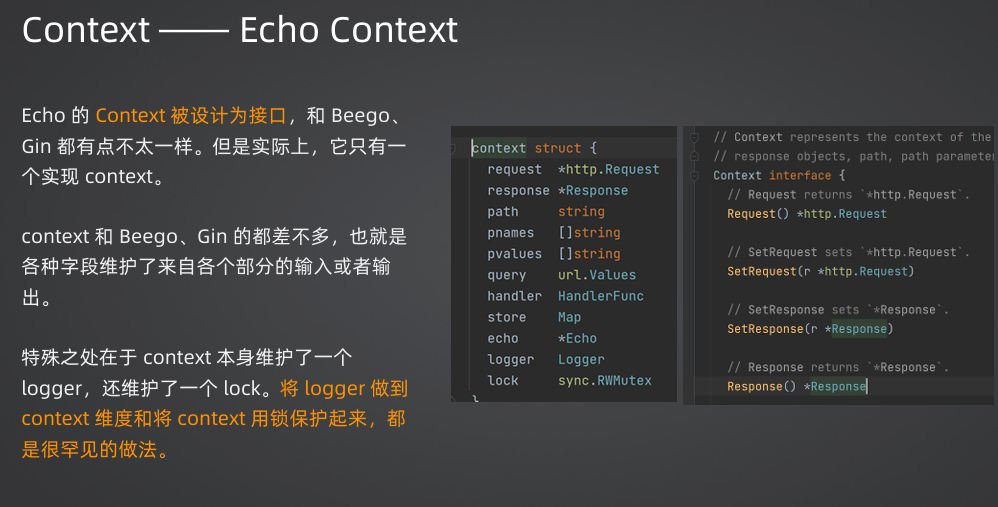 Context —— Echo Context
Echo 的 Context 被设计为接口，和 Beego、
Gin 都有点不太一样。但是实际上，它只有一
个实现 context。
context 和 Beego、Gin 的都差不多，也就是
各种字段维护了来自各个部分的输入或者输
出。
特殊之处在于 context 本身维护了一个
logger，还维护了一个 lock。将 logger 做到
context 维度和将 context 用锁保护起来，都
是很罕见的做法。
context struct {
request *http.Request
response *Response
path string
pnames []string
pvalues []string
query url.Values
handler HandlerFunc
store Map
echo *Echo
logger Logger
lock sync.RWMutex
}
// Context represents the context of the
// response objects, path, path parameter
Context interface {
// Request returns `*http.Request`.
Request() *http.Request
// SetRequest sets `*http.Request`.
SetRequest(r *http.Request)
// SetResponse sets `*Response`.
SetResponse(r *Response)
// Response returns `*Response`.
Response() *Response